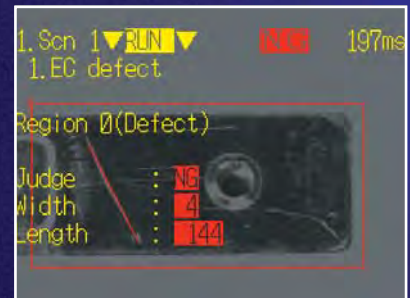 1.Scn 1▼RUN ▼ NG 197ms
1.EC defect
Region 0(Defect)
Judge : NG
Width : 4
Length : 144